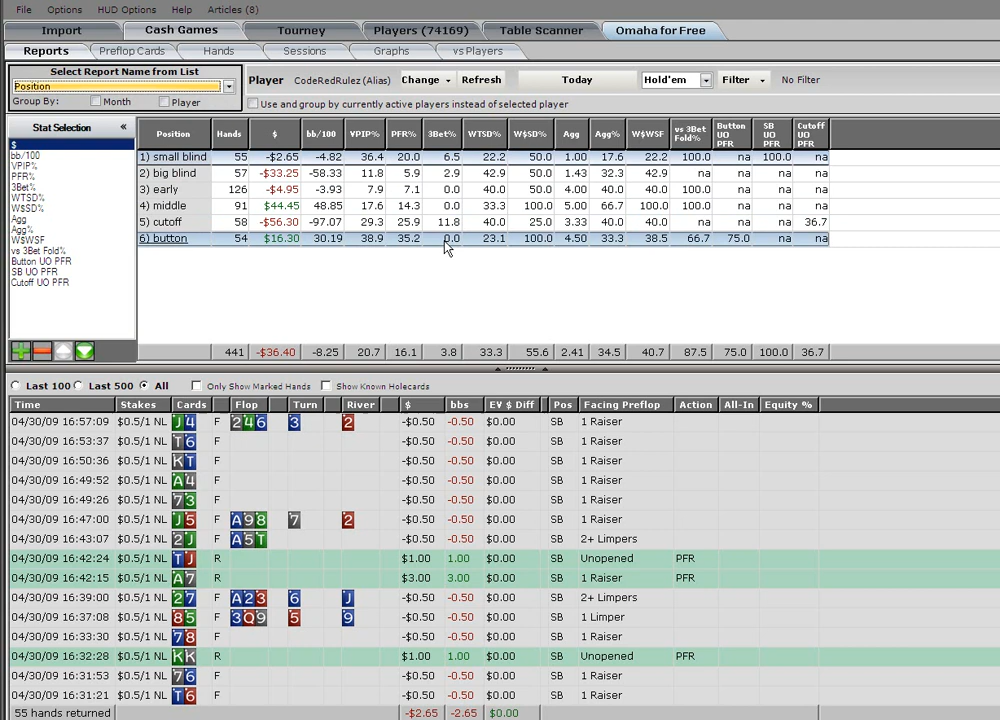 File Options HUD Options Help Articles (8)
Import Cash Games Tourney Players (74169) Table Scanner Omaha for Free
Reports Preflop Cards Hands Sessions Graphs vs Players
Select Report Name from List
Position
Group By: Month Player
Player CodeRedRulez (Alias) Change Refresh Today Hold'em Filter No Filter
Use and group by currently active players instead of selected player
Stat Selection «
$
bb/100
VPIP%
PFR%
3Bet%
WTSD%
W$SD%
Agg
Agg%
W$WSF
vs 3Bet Fold%
Button UO PFR
SB UO PFR
Cutoff UO PFR
Position Hands $ bb/100 VPIP% PFR% 3Bet% WTSD% W$SD% Agg Agg% W$WSF vs 3Bet Fold% Button UO PFR SB UO PFR Cutoff UO PFR
1) small blind 55 -$2.65 -4.82 36.4 20.0 6.5 22.2 50.0 1.00 17.6 22.2 100.0 na 100.0 na
2) big blind 57 -$33.25 -58.33 11.8 5.9 2.9 42.9 50.0 1.43 32.3 42.9 na na na na
3) early 126 -$4.95 -3.93 7.9 7.1 0.0 40.0 50.0 4.00 40.0 40.0 100.0 na na na
4) middle 91 $44.45 48.85 17.6 14.3 0.0 33.3 100.0 5.00 66.7 33.3 100.0 na na na
5) cutoff 58 -$56.30 -97.07 29.3 25.9 11.8 40.0 25.0 3.33 40.0 40.0 na na na 36.7
6) button 54 $16.30 30.19 38.9 35.2 0.0 23.1 100.0 4.50 33.3 38.5 66.7 75.0 na na
441 -$36.40 -8.25 20.7 16.1 3.8 33.3 55.6 2.41 34.5 40.7 87.5 75.0 100.0 36.7
Last 100 Last 500 All Only Show Marked Hands Show Known Holecards
Time Stakes Cards Flop Turn River $ bbs EV $ Diff Pos Facing Preflop Action All-In Equity %
04/30/09 16:57:09 $0.5/1 NL J4 F 246 3 2 -$0.50 -0.50 $0.00 SB 1 Raiser
04/30/09 16:53:37 $0.5/1 NL T6 F -$0.50 -0.50 $0.00 SB 1 Raiser
04/30/09 16:50:36 $0.5/1 NL KT F -$0.50 -0.50 $0.00 SB 1 Raiser
04/30/09 16:49:52 $0.5/1 NL A4 F -$0.50 -0.50 $0.00 SB 1 Raiser
04/30/09 16:49:26 $0.5/1 NL 73 F -$0.50 -0.50 $0.00 SB 1 Raiser
04/30/09 16:47:00 $0.5/1 NL J5 F A98 7 2 -$0.50 -0.50 $0.00 SB 1 Raiser
04/30/09 16:43:07 $0.5/1 NL 2J F A5T -$0.50 -0.50 $0.00 SB 2+ Limpers
04/30/09 16:42:24 $0.5/1 NL TJ R $1.00 1.00 $0.00 SB Unopened PFR
04/30/09 16:42:15 $0.5/1 NL A7 R $3.00 3.00 $0.00 SB 1 Raiser PFR
04/30/09 16:39:00 $0.5/1 NL 27 F A23 6 J -$0.50 -0.50 $0.00 SB 2+ Limpers
04/30/09 16:37:08 $0.5/1 NL 85 F 3Q9 5 9 -$0.50 -0.50 $0.00 SB 1 Limper
04/30/09 16:33:30 $0.5/1 NL 78 F -$0.50 -0.50 $0.00 SB 1 Raiser
04/30/09 16:32:28 $0.5/1 NL KK R $1.00 1.00 $0.00 SB Unopened PFR
04/30/09 16:31:53 $0.5/1 NL 76 F -$0.50 -0.50 $0.00 SB 1 Raiser
04/30/09 16:31:21 $0.5/1 NL T6 F -$0.50 -0.50 $0.00 SB 1 Raiser
55 hands returned -$2.65 -2.65 $0.00